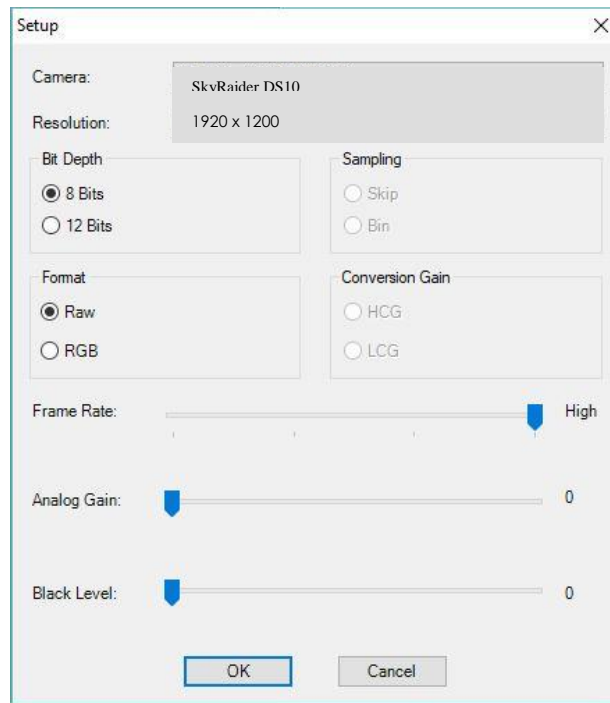 Setup
Camera: SkyRaider DS10
Resolution: 1920 x 1200
Bit Depth
8 Bits
12 Bits
Sampling
Skip
Bin
Format
Raw
RGB
Conversion Gain
HCG
LCG
Frame Rate: High
Analog Gain: 0
Black Level: 0
OK Cancel